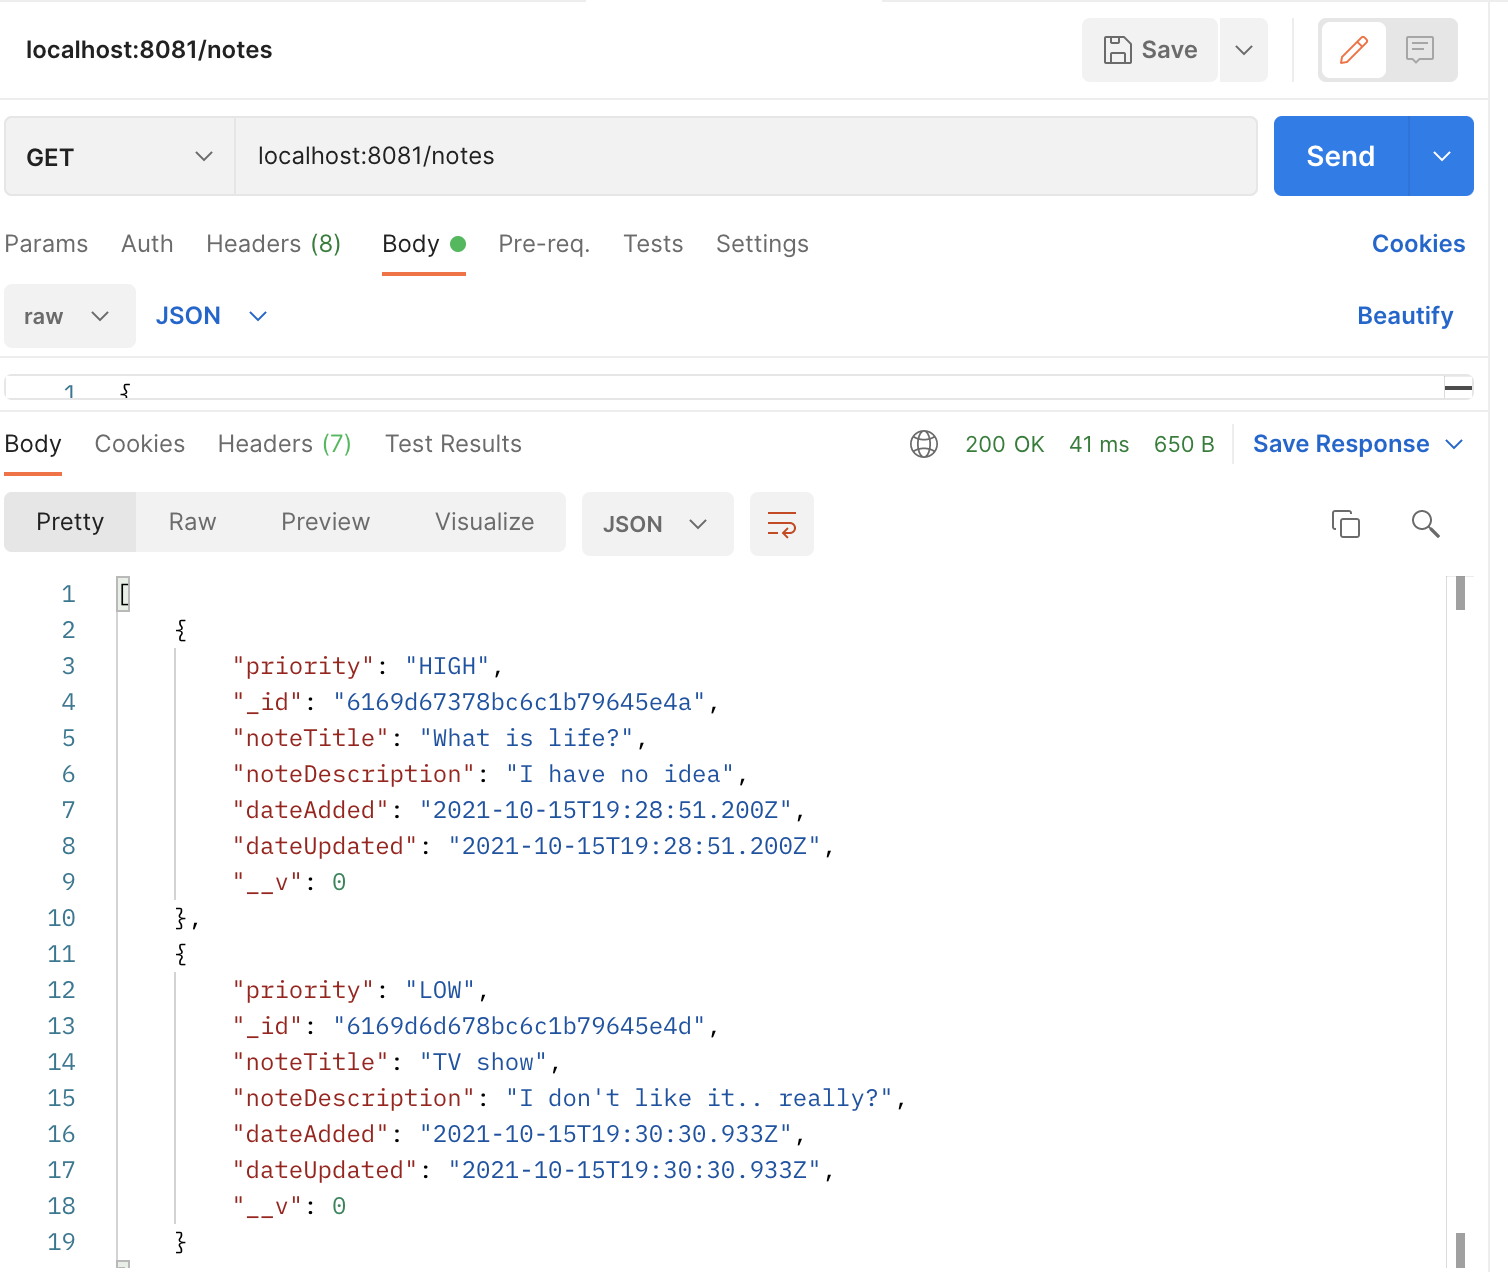 localhost:8081/notes Save
GET localhost:8081/notes Send
Params Auth Headers (8) Body Pre-req. Tests Settings Cookies
raw JSON Beautify
1 {
Body Cookies Headers (7) Test Results 200 OK 41 ms 650 B Save Response
Pretty Raw Preview Visualize JSON
1 [
2 {
3 "priority": "HIGH",
4 "_id": "6169d67378bc6c1b79645e4a",
5 "noteTitle": "What is life?",
6 "noteDescription": "I have no idea",
7 "dateAdded": "2021-10-15T19:28:51.200Z",
8 "dateUpdated": "2021-10-15T19:28:51.200Z",
9 "__v": 0
10 },
11 {
12 "priority": "LOW",
13 "_id": "6169d6d678bc6c1b79645e4d",
14 "noteTitle": "TV show",
15 "noteDescription": "I don't like it.. really?",
16 "dateAdded": "2021-10-15T19:30:30.933Z",
17 "dateUpdated": "2021-10-15T19:30:30.933Z",
18 "__v": 0
19 }